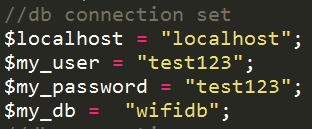 //db connection set
$localhost = "localhost";
$my_user = "test123";
$my_password = "test123";
$my_db =  "wifidb";